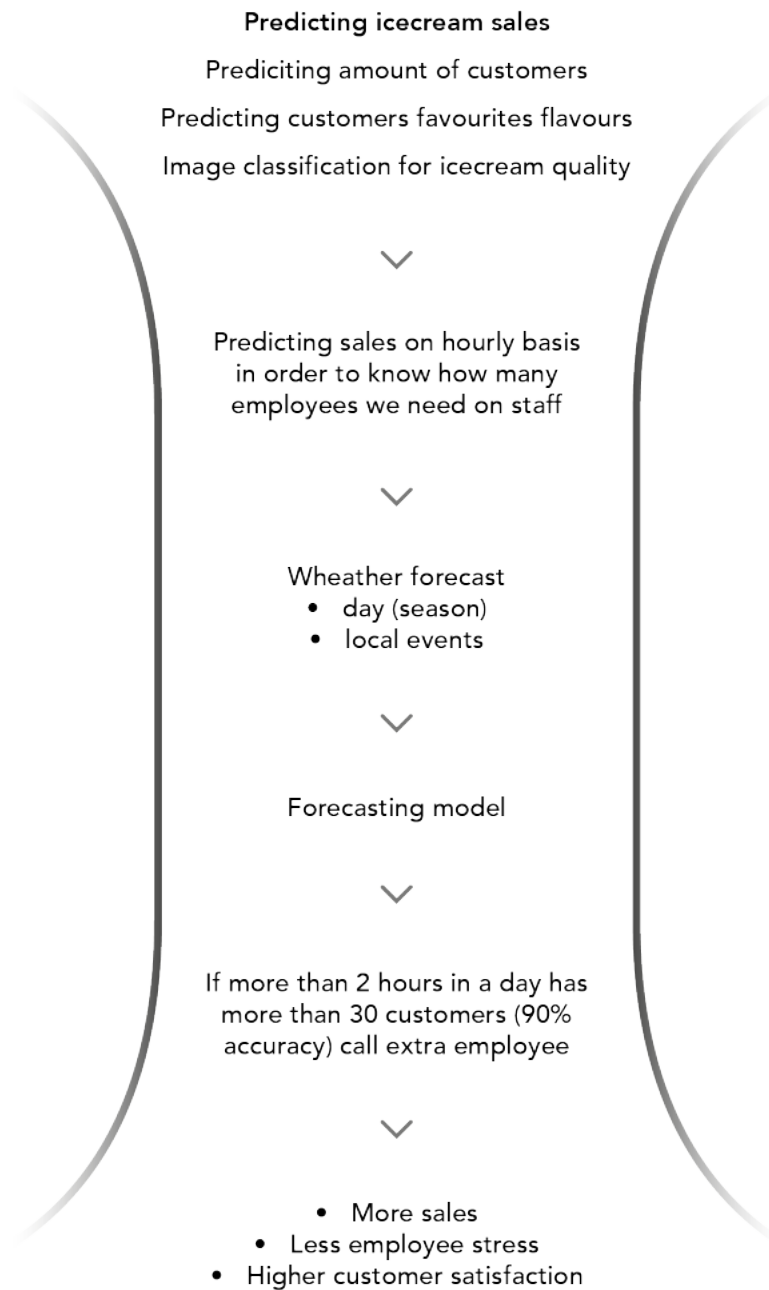 Predicting icecream sales
Prediciting amount of customers
Predicting customers favourites flavours
Image classification for icecream quality
Predicting sales on hourly basis
in order to know how many
employees we need on staff
Wheather forecast
• day (season)
• local events
Forecasting model
If more than 2 hours in a day has
more than 30 customers (90%
accuracy) call extra employee
• More sales
• Less employee stress
• Higher customer satisfaction